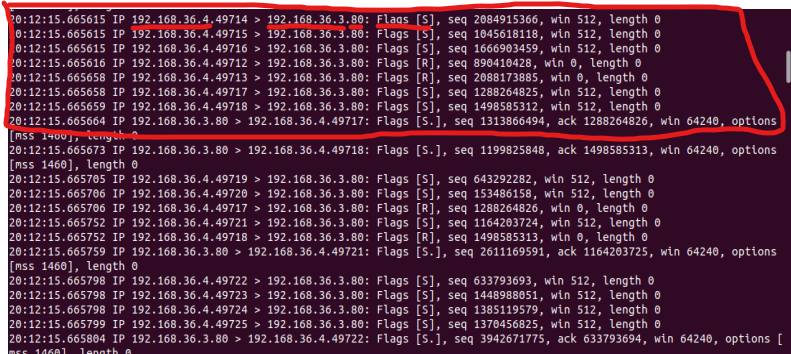 20:12:15.665615 IP 192.168.36.4.49714 > 192.168.36.3.80: Flags [S], seq 2084915366, win 512, length 0
20:12:15.665615 IP 192.168.36.4.49715 > 192.168.36.3.80: Flags [S], seq 1045618118, win 512, length 0
20:12:15.665615 IP 192.168.36.4.49716 > 192.168.36.3.80: Flags [S], seq 1666903459, win 512, length 0
20:12:15.665616 IP 192.168.36.4.49712 > 192.168.36.3.80: Flags [R], seq 890410428, win 0, length 0
20:12:15.665658 IP 192.168.36.4.49713 > 192.168.36.3.80: Flags [R], seq 2088173885, win 0, length 0
20:12:15.665658 IP 192.168.36.4.49717 > 192.168.36.3.80: Flags [S], seq 1288264825, win 512, length 0
20:12:15.665659 IP 192.168.36.4.49718 > 192.168.36.3.80: Flags [S], seq 1498585312, win 512, length 0
20:12:15.665664 IP 192.168.36.3.80 > 192.168.36.4.49717: Flags [S.], seq 1313866494, ack 1288264826, win 64240, options
[mss 1460], length 0
20:12:15.665673 IP 192.168.36.3.80 > 192.168.36.4.49718: Flags [S.], seq 1199825848, ack 1498585313, win 64240, options
[mss 1460], length 0
20:12:15.665705 IP 192.168.36.4.49719 > 192.168.36.3.80: Flags [S], seq 643292282, win 512, length 0
20:12:15.665706 IP 192.168.36.4.49720 > 192.168.36.3.80: Flags [S], seq 153486158, win 512, length 0
20:12:15.665706 IP 192.168.36.4.49717 > 192.168.36.3.80: Flags [R], seq 1288264826, win 0, length 0
20:12:15.665752 IP 192.168.36.4.49721 > 192.168.36.3.80: Flags [S], seq 1164203724, win 512, length 0
20:12:15.665752 IP 192.168.36.4.49718 > 192.168.36.3.80: Flags [R], seq 1498585313, win 0, length 0
20:12:15.665759 IP 192.168.36.3.80 > 192.168.36.4.49721: Flags [S.], seq 2611169591, ack 1164203725, win 64240, options
[mss 1460], length 0
20:12:15.665798 IP 192.168.36.4.49722 > 192.168.36.3.80: Flags [S], seq 633793693, win 512, length 0
20:12:15.665798 IP 192.168.36.4.49723 > 192.168.36.3.80: Flags [S], seq 1448988051, win 512, length 0
20:12:15.665798 IP 192.168.36.4.49724 > 192.168.36.3.80: Flags [S], seq 1385119579, win 512, length 0
20:12:15.665799 IP 192.168.36.4.49725 > 192.168.36.3.80: Flags [S], seq 1370456825, win 512, length 0
20:12:15.665804 IP 192.168.36.3.80 > 192.168.36.4.49722: Flags [S.], seq 3942671775, ack 633793694, win 64240, options [
mss 1460], length 0